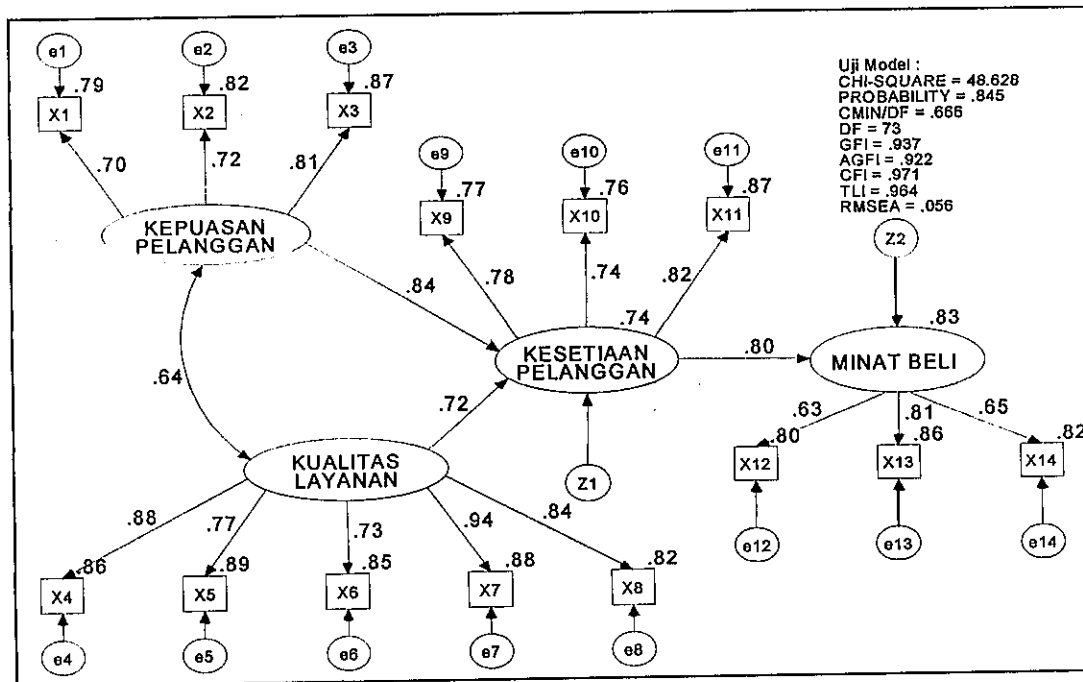 e1
e2
e3
.79
.82
.87
X1
X2
X3
.70
.72
.81
KEPUASAN
PELANGGAN
Uji Model :
CHI-SQUARE = 48.628
PROBABILITY = .845
CMIN/DF = .666
DF = 73
GFI = .937
AGFI = .922
CFI = .971
TLI = .964
RMSEA = .056
e9
e10
e11
.77
.76
.87
X9
X10
X11
.78
.74
.82
.84
.74
KESETIAAN
PELANGGAN
.64
.72
Z1
.80
Z2
.83
MINAT BELI
.63
.81
.65
.80
.86
.82
X12
X13
X14
e12
e13
e14
KUALITAS
LAYANAN
.88
.77
.73
.94
.84
.86
.89
.85
.88
.82
X4
X5
X6
X7
X8
e4
e5
e6
e7
e8